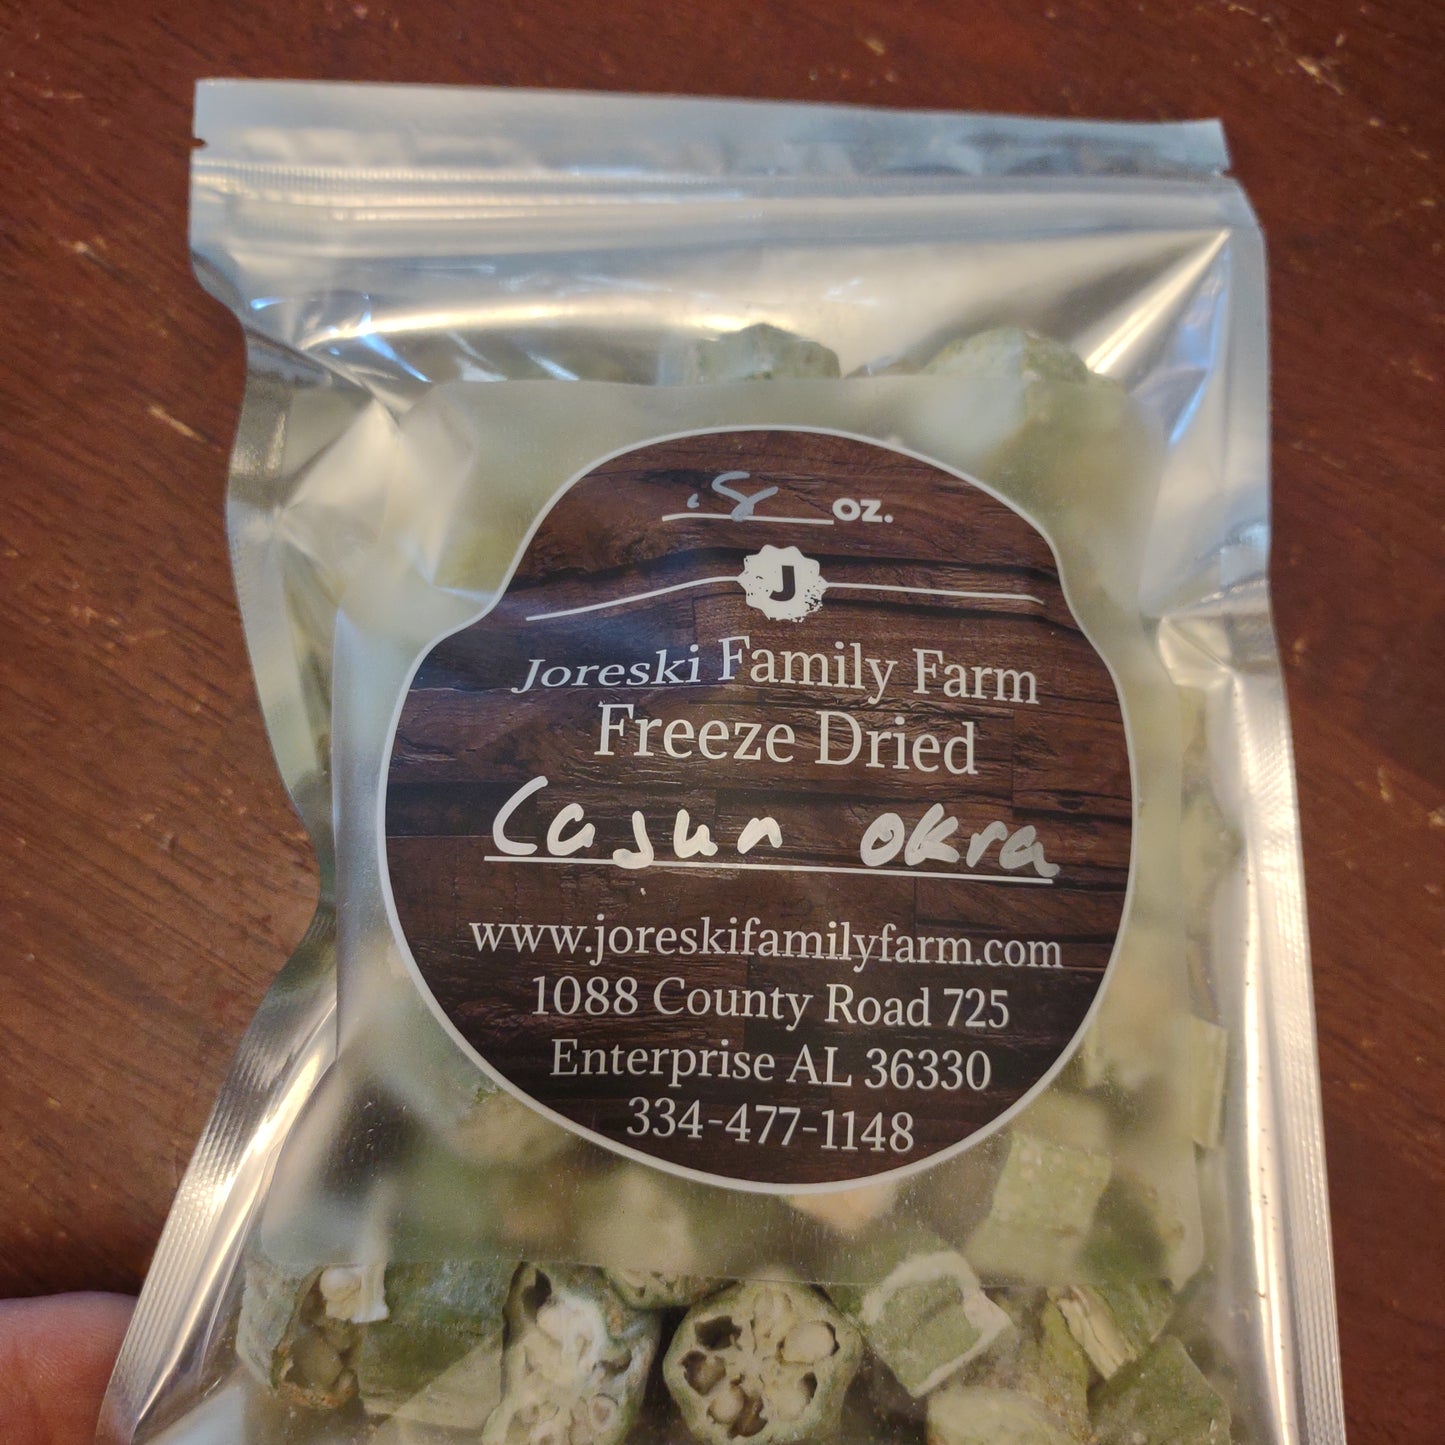 .8 oz.
J
Joreski Family Farm
Freeze Dried
Cajun okra
www.joreskifamilyfarm.com
1088 County Road 725
Enterprise AL 36330
334-477-1148